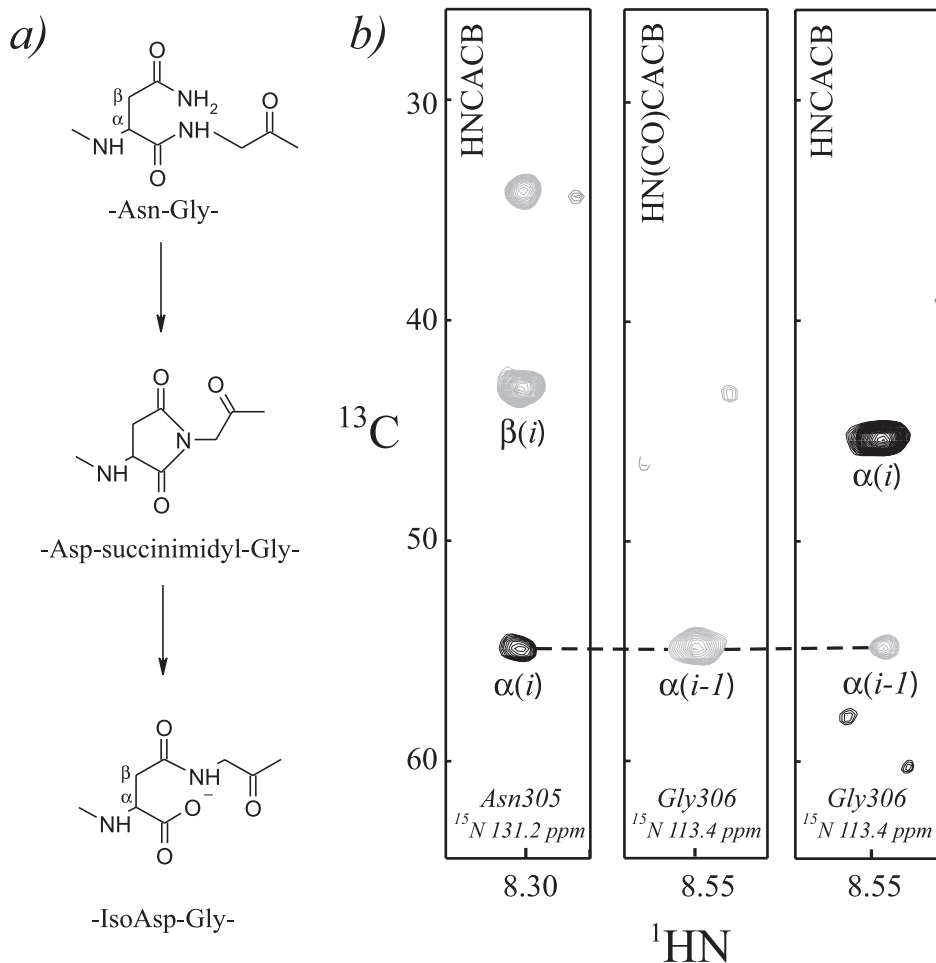 a)
O
β
NH2
α
NH
NH
O
O
-Asn-Gly-
O
O
N
NH
O
-Asp-succinimidyl-Gly-
O
β
NH
α
O−
O
NH
O
-IsoAsp-Gly-
b)
HNCACB
HN(CO)CACB
HNCACB
30
40
50
60
13C
β(i)
α(i)
α(i)
α(i-1)
α(i-1)
Asn305
15N 131.2 ppm
Gly306
15N 113.4 ppm
Gly306
15N 113.4 ppm
8.30
8.55
8.55
1HN